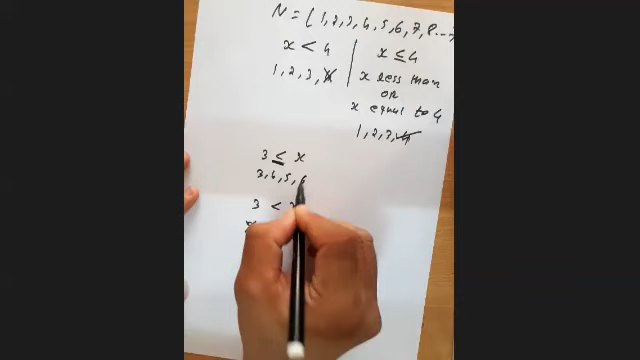 N = { 1, 2, 3, 4, 5, 6, 7, 8 ...
x < 4
1, 2, 3, 4
x ≤ 4
x less than
OR
x equal to 4
1, 2, 3, 4
3 ≤ x
3, 4, 5, 6
3 <